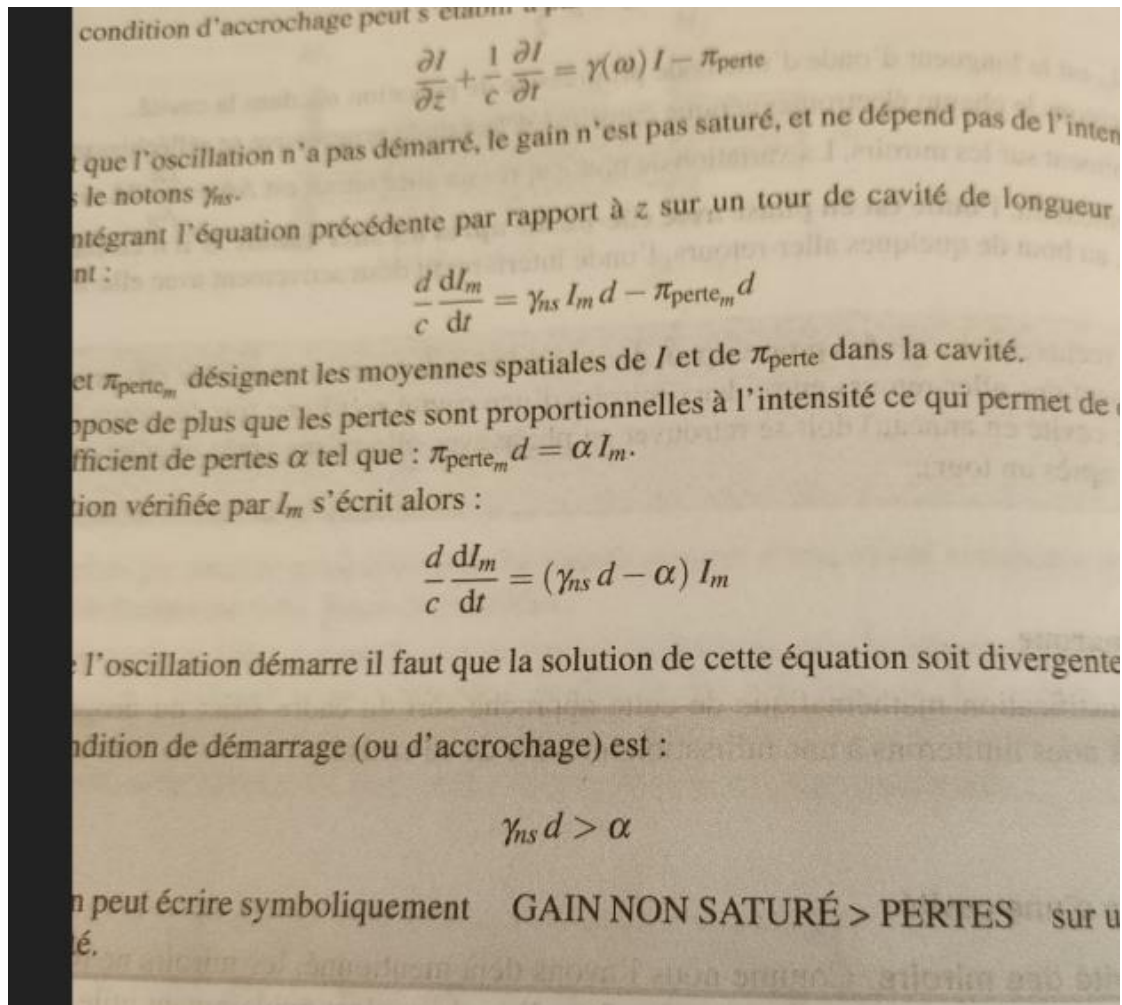 condition d'accrochage peut s'établir à p
∂I/∂z + 1/c ∂I/∂t = γ(ω) I − π_perte
t que l'oscillation n'a pas démarré, le gain n'est pas saturé, et ne dépend pas de l'inten
s le notons γ_ns.
ntégrant l'équation précédente par rapport à z sur un tour de cavité de longueur
nt :
d/c dI_m/dt = γ_ns I_m d − π_perte_m d
et π_perte_m désignent les moyennes spatiales de I et de π_perte dans la cavité.
ppose de plus que les pertes sont proportionnelles à l'intensité ce qui permet de
fficient de pertes α tel que : π_perte_m d = α I_m.
tion vérifiée par I_m s'écrit alors :
d/c dI_m/dt = (γ_ns d − α) I_m
l'oscillation démarre il faut que la solution de cette équation soit divergente
ndition de démarrage (ou d'accrochage) est :
γ_ns d > α
n peut écrire symboliquement GAIN NON SATURÉ > PERTES sur u
té.